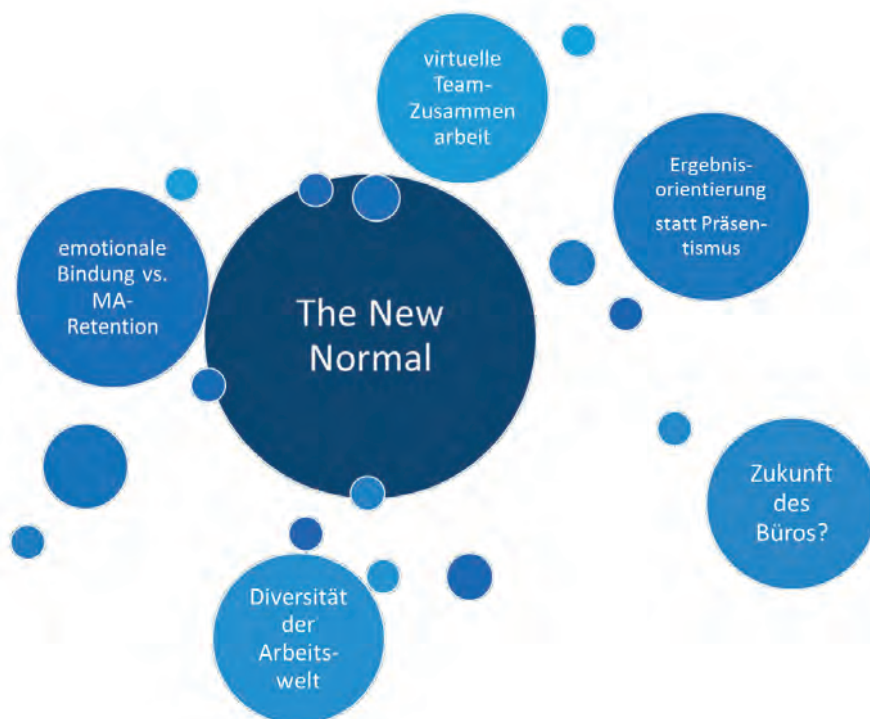 virtuelle
Team-
Zusammen
arbeit
Ergebnis-
orientierung
statt Präsen-
tismus
emotionale
Bindung vs.
MA-
Retention
The New
Normal
Zukunft
des
Büros?
Diversität
der
Arbeits-
welt